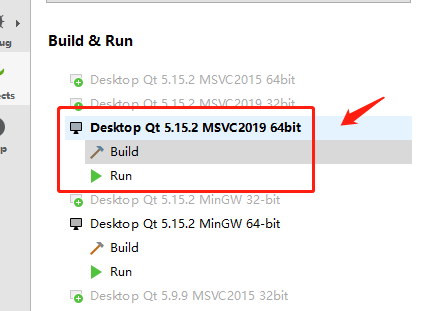 ug
ects
p
Build & Run
Desktop Qt 5.15.2 MSVC2015 64bit
Desktop Qt 5.15.2 MSVC2019 32bit
Desktop Qt 5.15.2 MSVC2019 64bit
Build
Run
Desktop Qt 5.15.2 MinGW 32-bit
Desktop Qt 5.15.2 MinGW 64-bit
Build
Run
Desktop Qt 5.9.9 MSVC2015 32bit